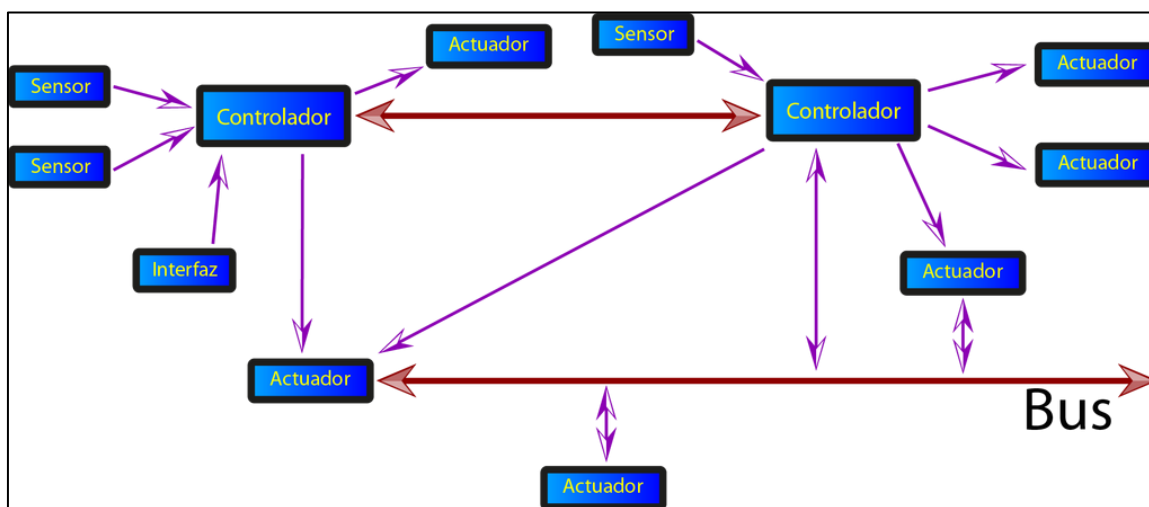 Sensor
Actuador
Actuador
Sensor
Controlador
Controlador
Sensor
Actuador
Interfaz
Actuador
Actuador
Bus
Actuador